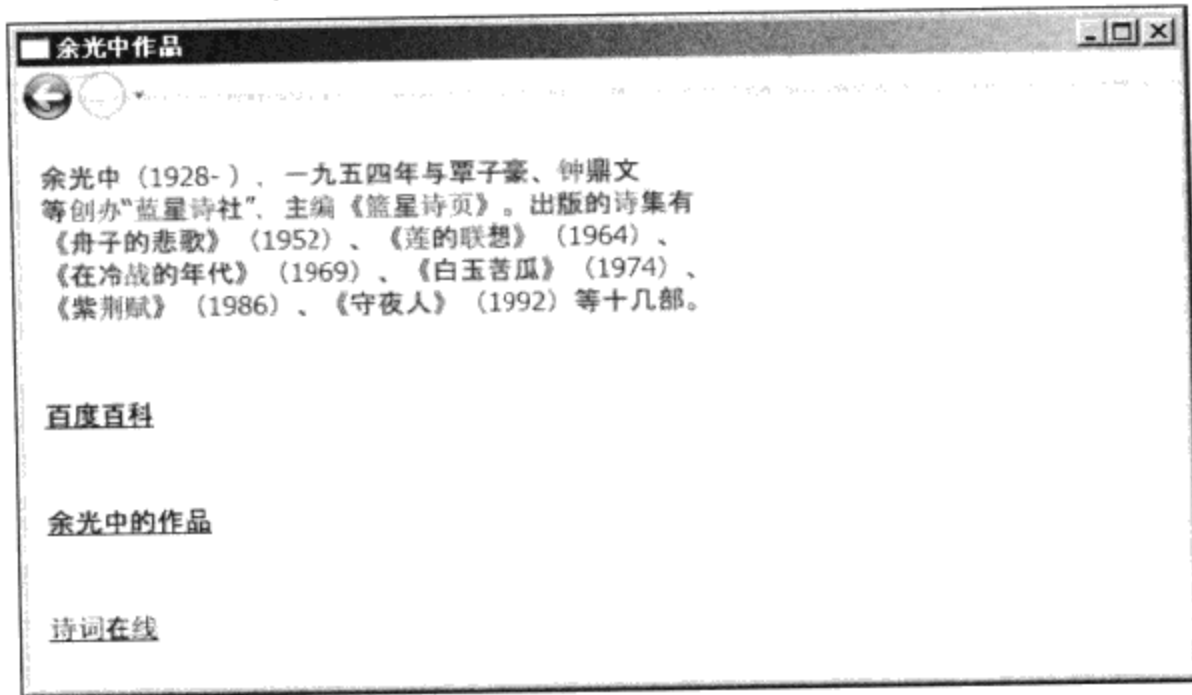 余光中作品
余光中（1928- ）、一九五四年与覃子豪、钟鼎文
等创办“蓝星诗社”、主编《篮星诗页》。出版的诗集有
《舟子的悲歌》（1952）、《莲的联想》（1964）、
《在冷战的年代》（1969）、《白玉苦瓜》（1974）、
《紫荆赋》（1986）、《守夜人》（1992）等十几部。
百度百科
余光中的作品
诗词在线